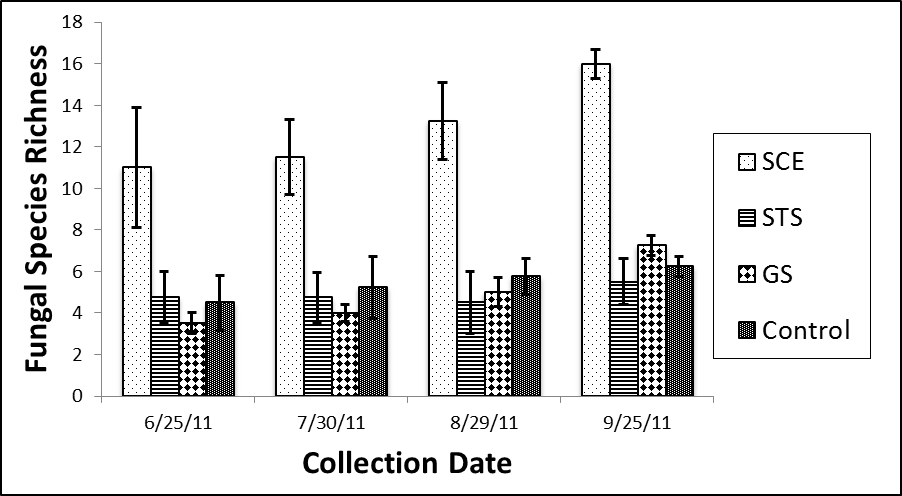 Fungal Species Richness
18
16
14
12
10
8
6
4
2
0
6/25/11 7/30/11 8/29/11 9/25/11
Collection Date
SCE
STS
GS
Control